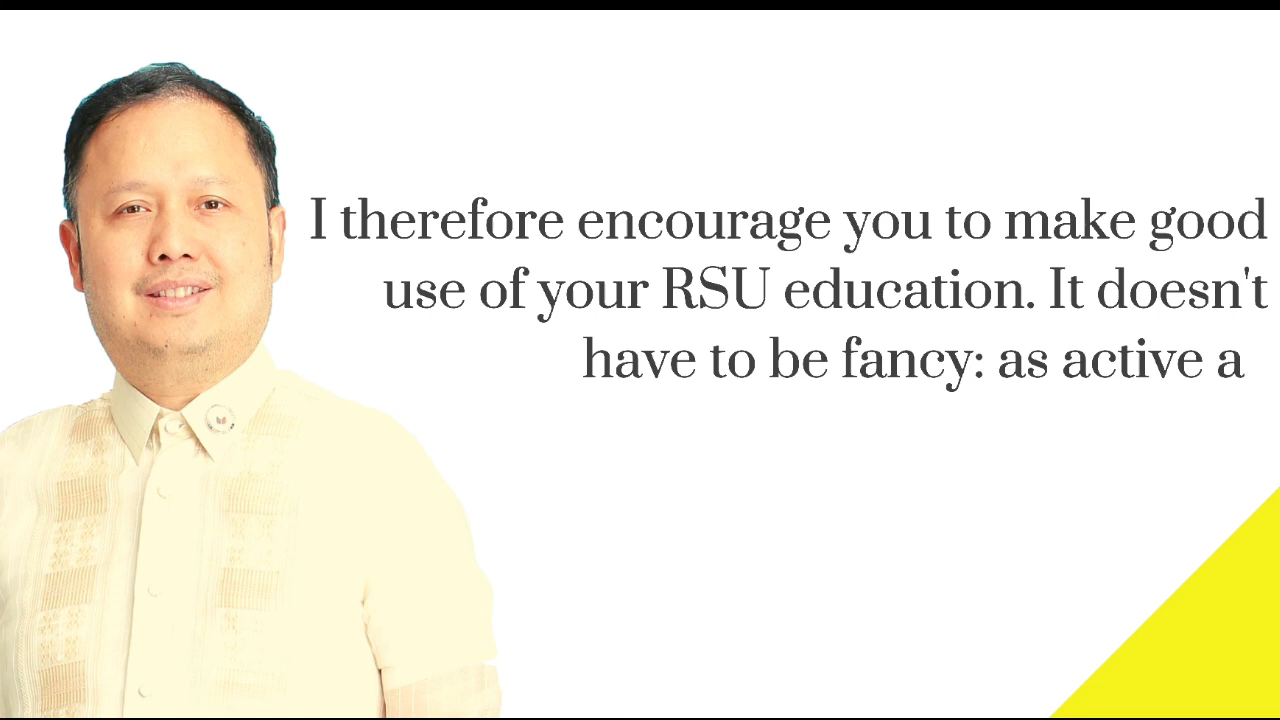 I therefore encourage you to make good
use of your RSU education. It doesn't
have to be fancy: as active a